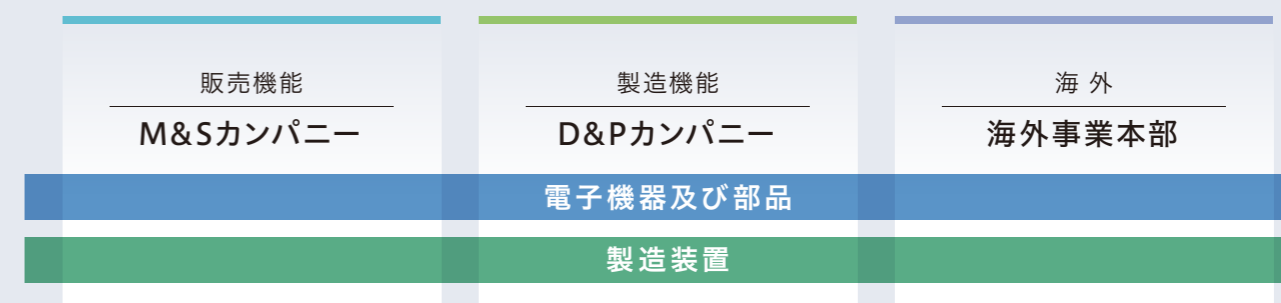 販売機能
M&Sカンパニー
製造機能
D&Pカンパニー
海外
海外事業本部
電子機器及び部品
製造装置